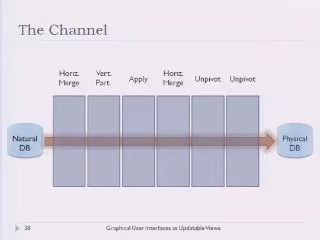 The Channel
Horiz. Merge
Vert. Part.
Apply
Horiz. Merge
Unpivot
Unpivot
Natural DB
Physical DB
38
Graphical User Interfaces as Updatable Views